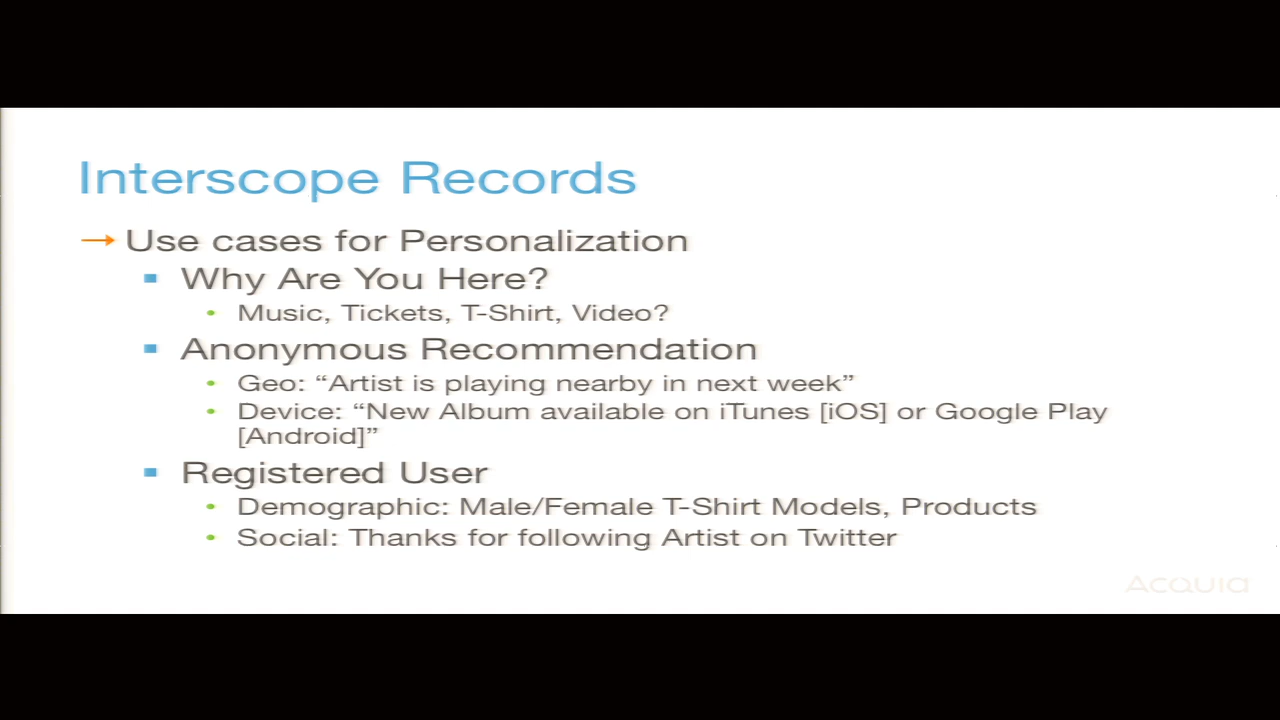 Interscope Records
→ Use cases for Personalization
▪ Why Are You Here?
• Music, Tickets, T-Shirt, Video?
▪ Anonymous Recommendation
• Geo: “Artist is playing nearby in next week”
• Device: “New Album available on iTunes [iOS] or Google Play
[Android]”
▪ Registered User
• Demographic: Male/Female T-Shirt Models, Products
• Social: Thanks for following Artist on Twitter
Acquia